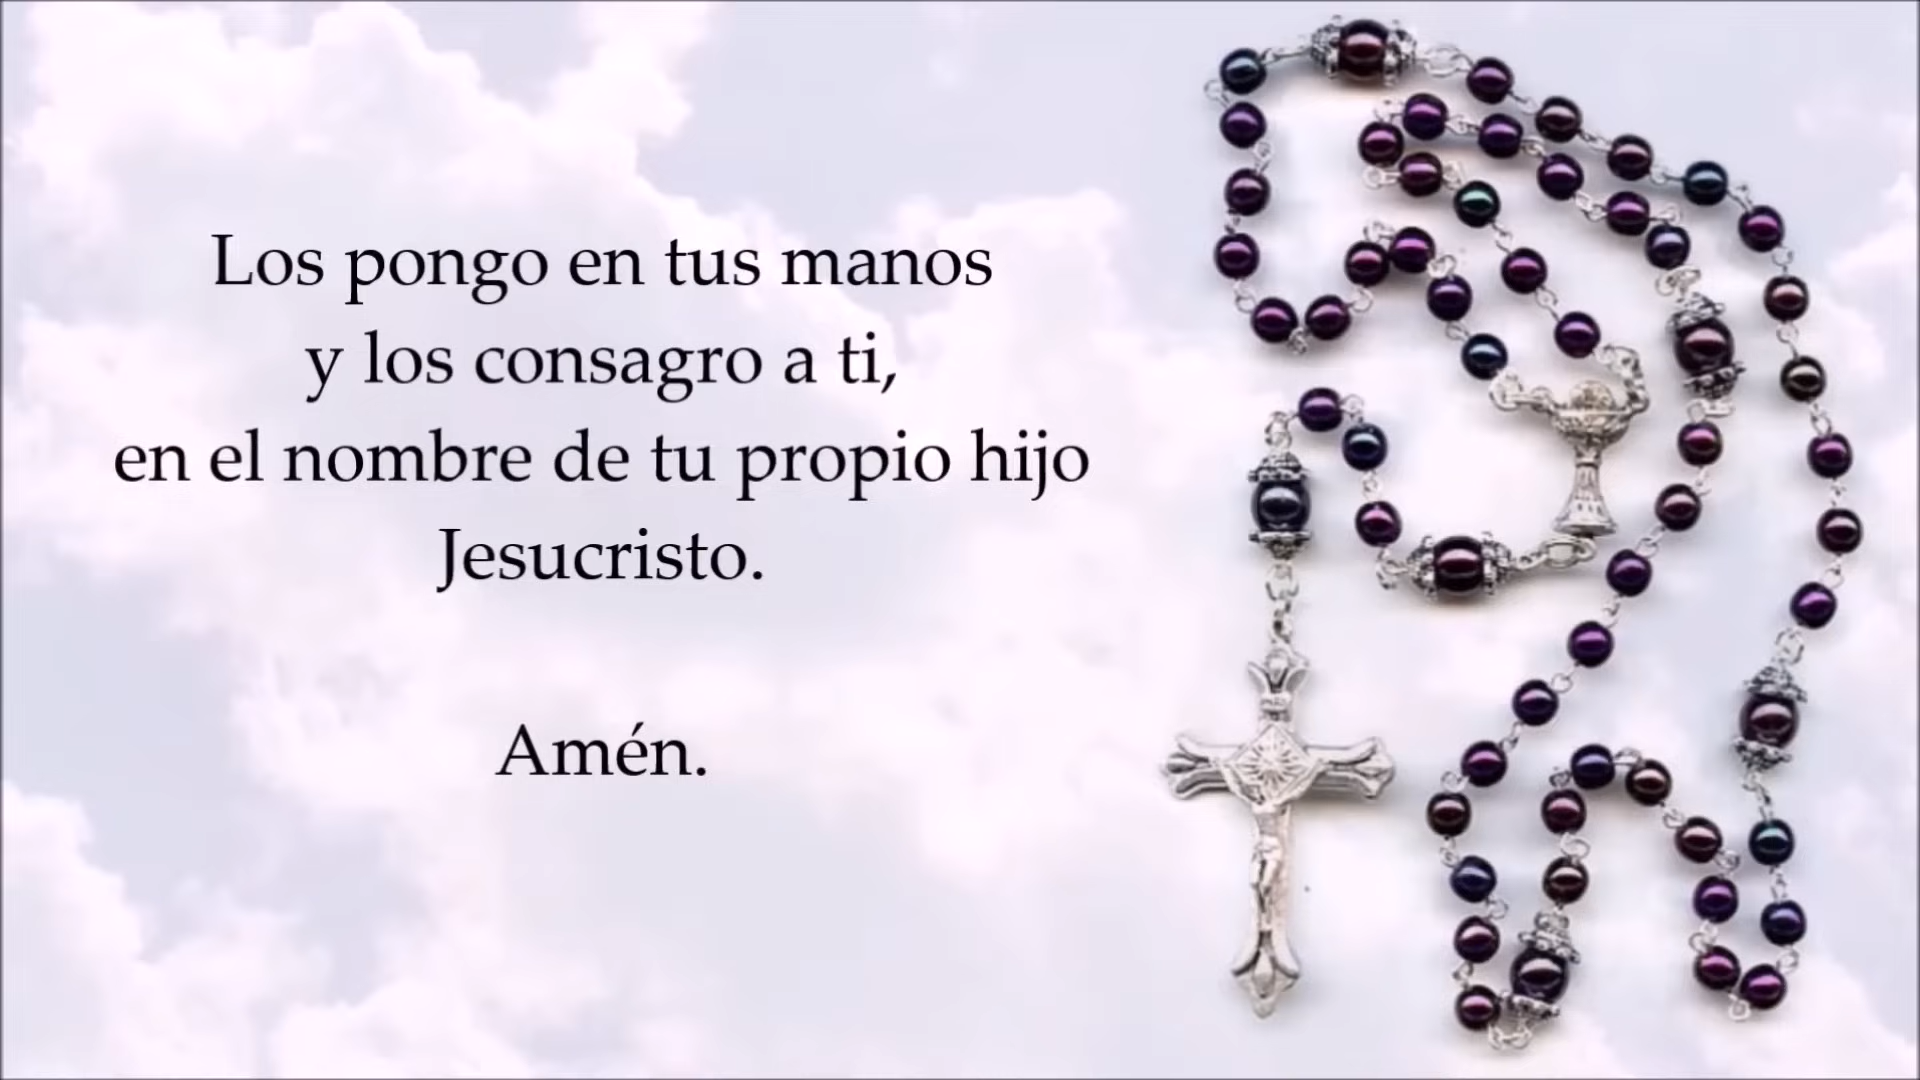 Los pongo en tus manos
y los consagro a ti,
en el nombre de tu propio hijo
Jesucristo.
Amén.